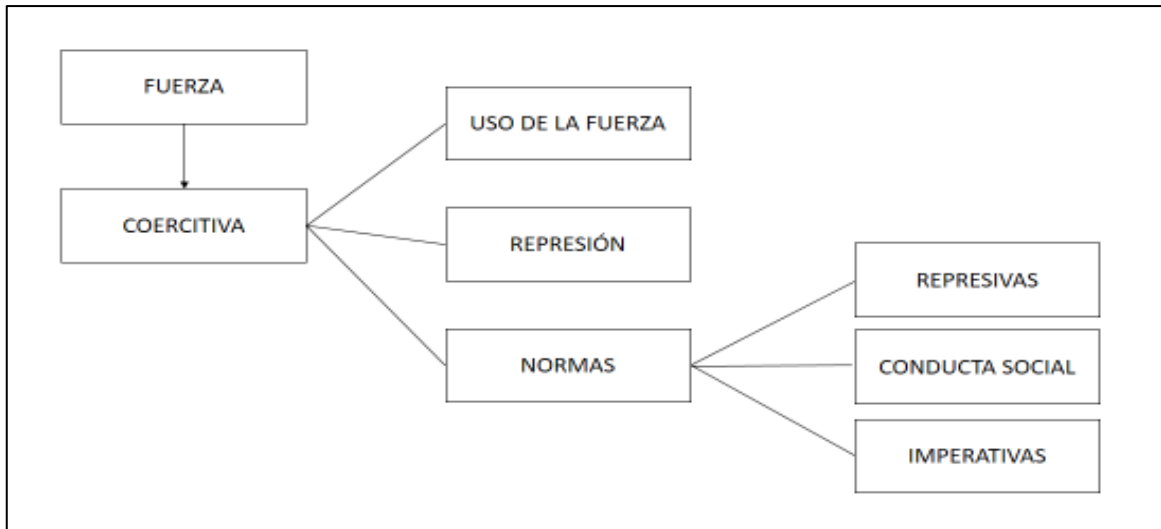 FUERZA
COERCITIVA
USO DE LA FUERZA
REPRESIÓN
NORMAS
REPRESIVAS
CONDUCTA SOCIAL
IMPERATIVAS